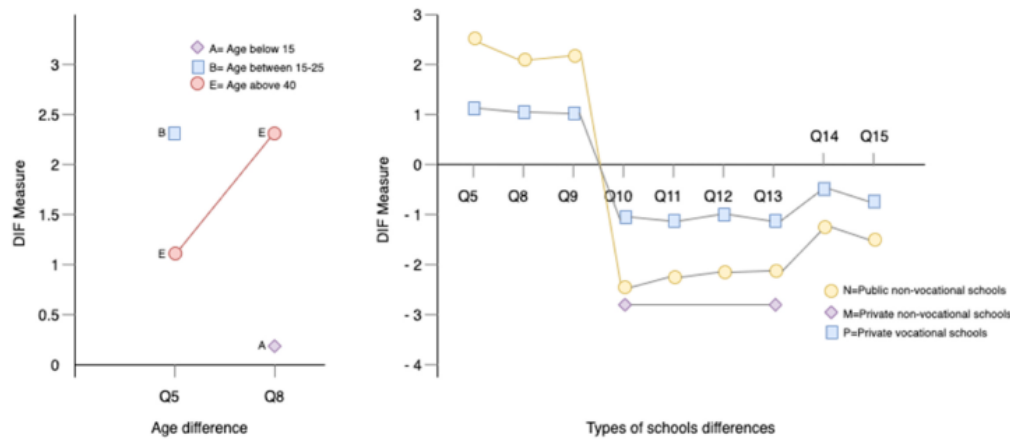 A= Age below 15
B= Age between 15-25
E= Age above 40
3
2.5
2
1.5
1
0.5
0
DIF Measure
B
E
E
A
Q5
Q8
Age difference
3
2
1
0
- 1
- 2
- 3
- 4
DIF Measure
Q14
Q15
Q5
Q8
Q9
Q10
Q11
Q12
Q13
N=Public non-vocational schools
M=Private non-vocational schools
P=Private vocational schools
Types of schools differences